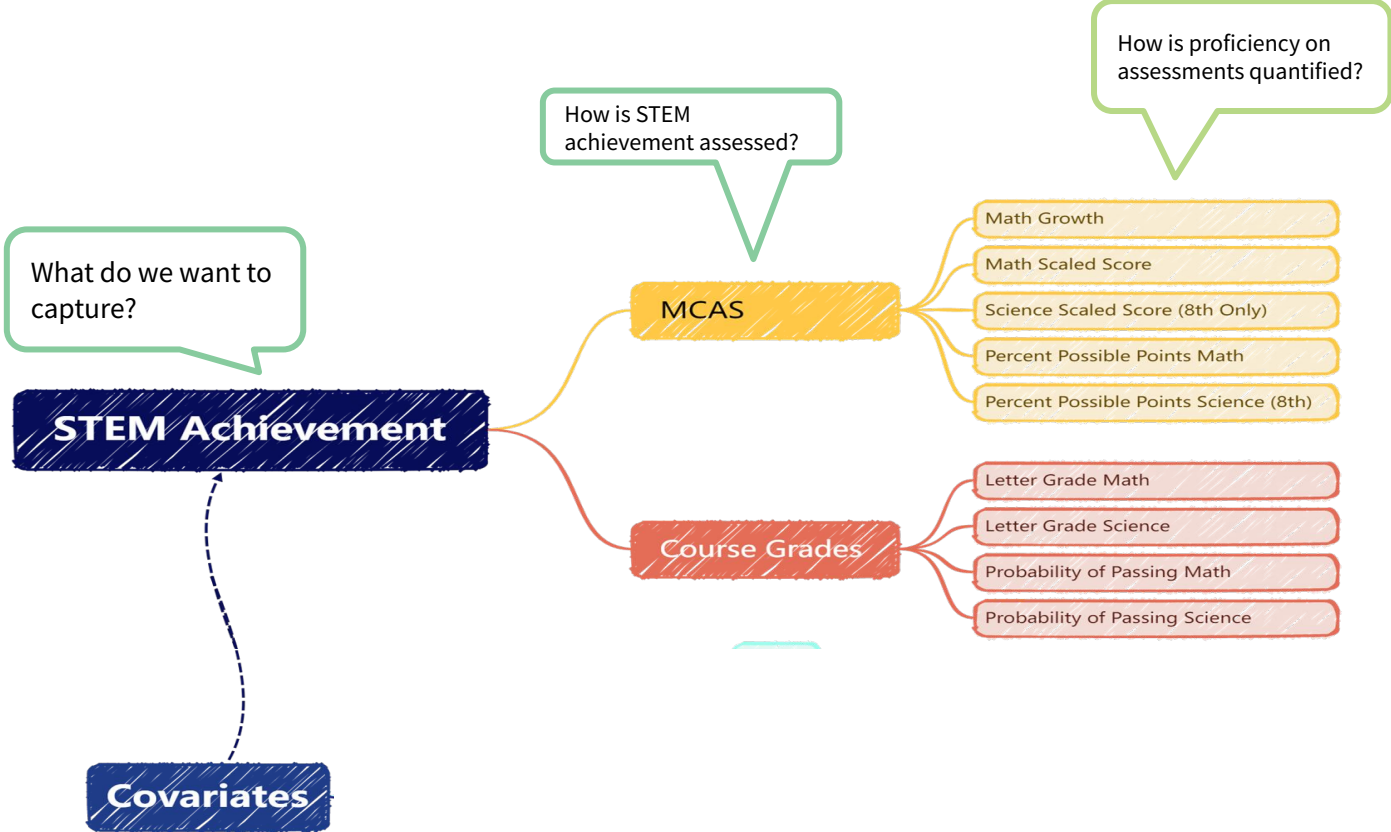 How is proficiency on
assessments quantified?
How is STEM
achievement assessed?
What do we want to
capture?
STEM Achievement
MCAS
Math Growth
Math Scaled Score
Science Scaled Score (8th Only)
Percent Possible Points Math
Percent Possible Points Science (8th)
Course Grades
Letter Grade Math
Letter Grade Science
Probability of Passing Math
Probability of Passing Science
Covariates